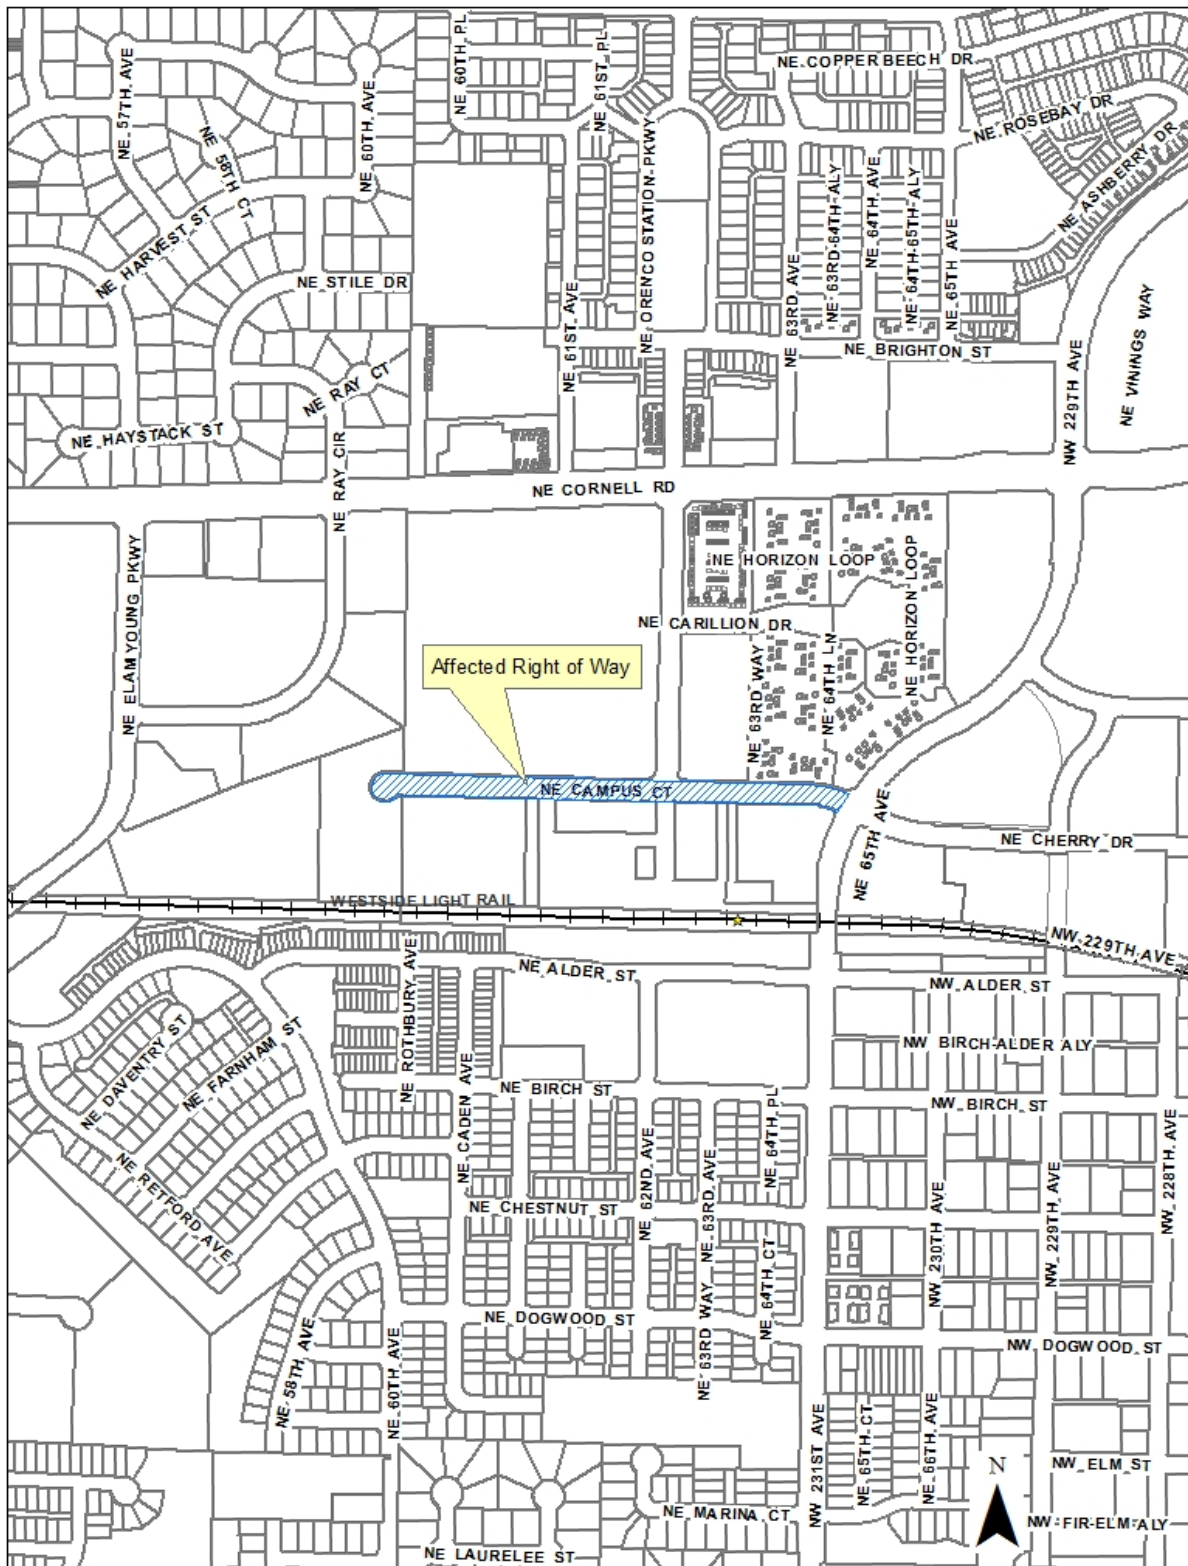 NE 57TH AVE
NE 58TH CT
NE 60TH AVE
NE 60TH PL
NE 61ST PL
NE COPPER BEECH DR
NE ROSEBAY DR
NE ASHBERRY DR
NE HARVEST ST
NE STILE DR
NE ORENCO STATION PKWY
NE 61ST AVE
NE 63RD AVE
NE 63RD-64TH ALY
NE 64TH AVE
NE 64TH-65TH ALY
NE 65TH AVE
NE BRIGHTON ST
NW 229TH AVE
NE VININGS WAY
NE RAY CT
NE HAYSTACK ST
NE RAY CIR
NE CORNELL RD
NE ELAM YOUNG PKWY
NE HORIZON LOOP
NE HORIZON LOOP
NE CARILLION DR
NE 63RD WAY
NE 64TH LN
Affected Right of Way
NE CAMPUS CT
NE 65TH AVE
NE CHERRY DR
WESTSIDE LIGHT RAIL
NW 229TH AVE
NE ALDER ST
NW ALDER ST
NE ROTHBURY AVE
NE DAVENTRY ST
NE FARNHAM ST
NW BIRCH-ALDER ALY
NE CADEN AVE
NE BIRCH ST
NW BIRCH ST
NE 64TH PL
NE 62ND AVE
NE 63RD AVE
NW 228TH AVE
NE RETFORD AVE
NE CHESTNUT ST
NW 230TH AVE
NW 229TH AVE
NE 64TH CT
NE 63RD WAY
NE DOGWOOD ST
NW DOGWOOD ST
NE 58TH AVE
NE 60TH AVE
NW 231ST AVE
NE 65TH CT
NE 66TH AVE
N
NW ELM ST
NE MARINA CT
NW FIR-ELM ALY
NE LAURELEE ST